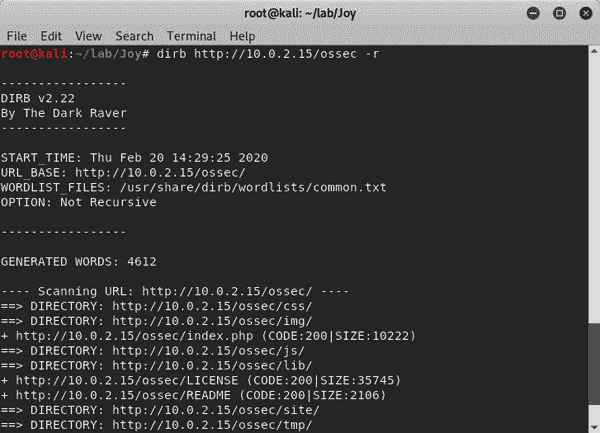 root@kali: ~/lab/Joy
File Edit View Search Terminal Help
root@kali:~/lab/Joy# dirb http://10.0.2.15/ossec -r
-----------------
DIRB v2.22
By The Dark Raver
-----------------
START_TIME: Thu Feb 20 14:29:25 2020
URL_BASE: http://10.0.2.15/ossec/
WORDLIST_FILES: /usr/share/dirb/wordlists/common.txt
OPTION: Not Recursive
-----------------
GENERATED WORDS: 4612
---- Scanning URL: http://10.0.2.15/ossec/ ----
==> DIRECTORY: http://10.0.2.15/ossec/css/
==> DIRECTORY: http://10.0.2.15/ossec/img/
+ http://10.0.2.15/ossec/index.php (CODE:200|SIZE:10222)
==> DIRECTORY: http://10.0.2.15/ossec/js/
==> DIRECTORY: http://10.0.2.15/ossec/lib/
+ http://10.0.2.15/ossec/LICENSE (CODE:200|SIZE:35745)
+ http://10.0.2.15/ossec/README (CODE:200|SIZE:2106)
==> DIRECTORY: http://10.0.2.15/ossec/site/
==> DIRECTORY: http://10.0.2.15/ossec/tmp/